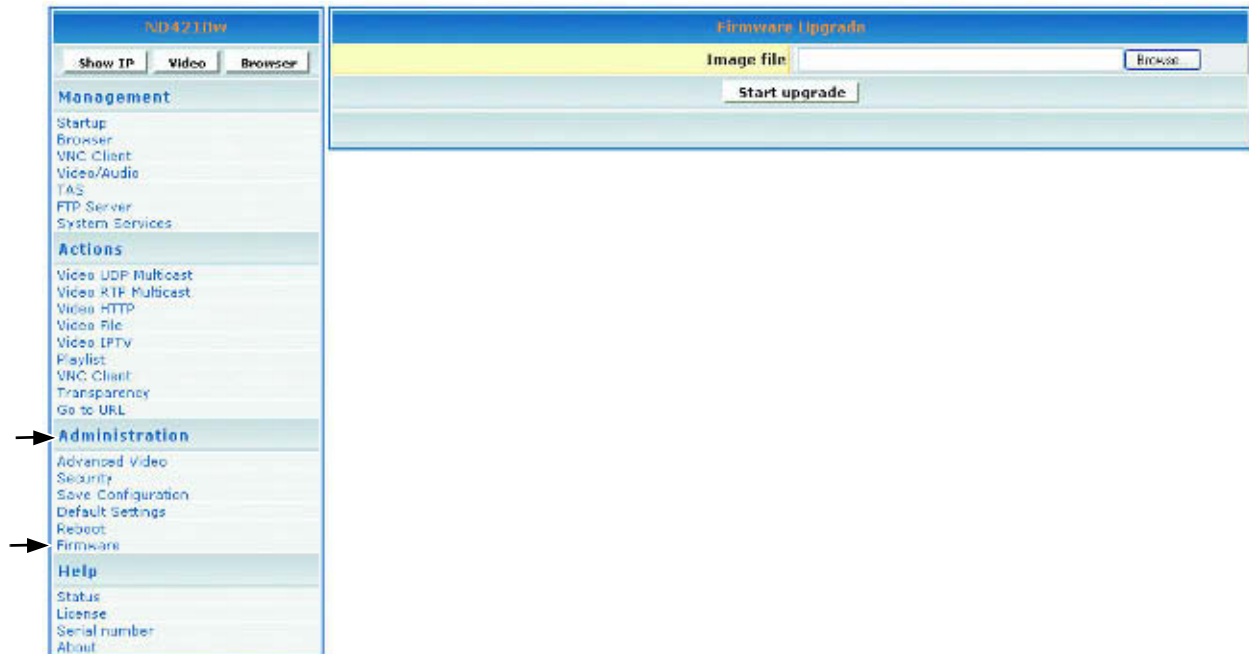 ND4210w
Show IP Video Browser
Management
Startup
Browser
VNC Client
Video/Audio
TAS
FTP Server
System Services
Actions
Video UDP Multicast
Video RTP Multicast
Video HTTP
Video File
Video IPTV
Playlist
VNC Client
Transparency
Go to URL
Administration
Advanced Video
Security
Save Configuration
Default Settings
Reboot
Firmware
Help
Status
License
Serial number
About
Firmware Upgrade
Image file Browse...
Start upgrade